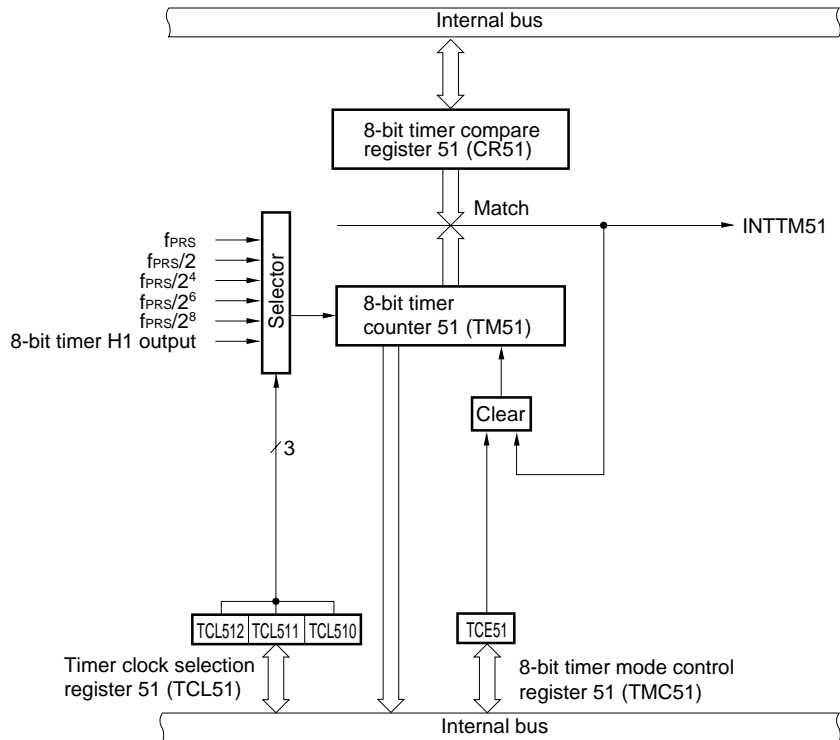 Internal bus
8-bit timer compare
register 51 (CR51)
Match
INTTM51
fPRS
fPRS/2
fPRS/2⁴
fPRS/2⁶
fPRS/2⁸
8-bit timer H1 output
Selector
8-bit timer
counter 51 (TM51)
Clear
3
TCL512 TCL511 TCL510
TCE51
Timer clock selection
register 51 (TCL51)
8-bit timer mode control
register 51 (TMC51)
Internal bus